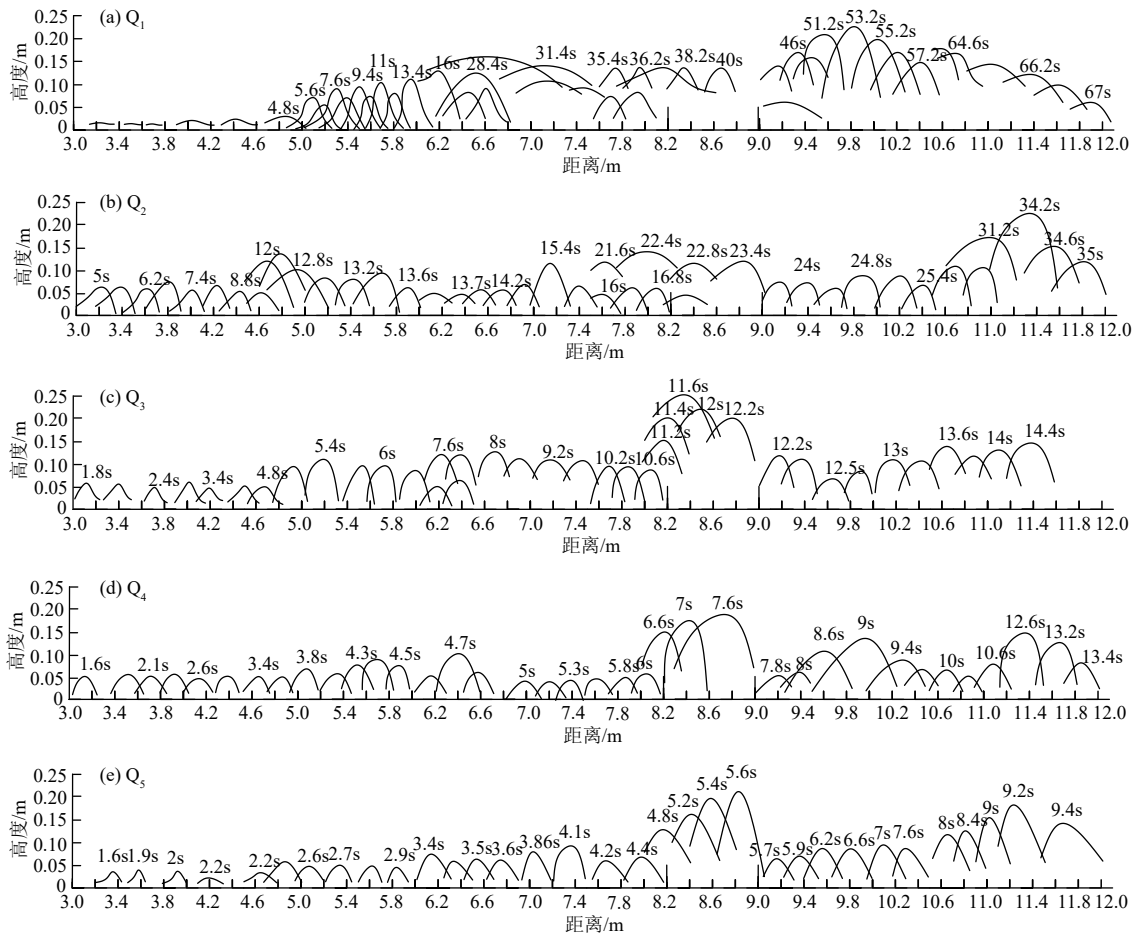 (a) Q1
高度/m
0.25
0.20
0.15
0.10
0.05
0
4.8s 5.6s 7.6s 9.4s 11s 13.4s 16s 28.4s 31.4s 35.4s 36.2s 38.2s 40s 46s 51.2s 53.2s 55.2s 57.2s 64.6s 66.2s 67s
3.0 3.4 3.8 4.2 4.6 5.0 5.4 5.8 6.2 6.6 7.0 7.4 7.8 8.2 8.6 9.0 9.4 9.8 10.2 10.6 11.0 11.4 11.8 12.0
距离/m
(b) Q2
高度/m
0.25
0.20
0.15
0.10
0.05
0
5s 6.2s 7.4s 8.8s 12s 12.8s 13.2s 13.6s 13.7s 14.2s 15.4s 16s 21.6s 22.4s 16.8s 22.8s 23.4s 24s 24.8s 25.4s 31.2s 34.2s 34.6s 35s
3.0 3.4 3.8 4.2 4.6 5.0 5.4 5.8 6.2 6.6 7.0 7.4 7.8 8.2 8.6 9.0 9.4 9.8 10.2 10.6 11.0 11.4 11.8 12.0
距离/m
(c) Q3
高度/m
0.25
0.20
0.15
0.10
0.05
0
1.8s 2.4s 3.4s 4.8s 5.4s 6s 7.6s 8s 9.2s 10.2s 10.6s 11.2s 11.4s 11.6s 12s 12.2s 12.2s 12.5s 13s 13.6s 14s 14.4s
3.0 3.4 3.8 4.2 4.6 5.0 5.4 5.8 6.2 6.6 7.0 7.4 7.8 8.2 8.6 9.0 9.4 9.8 10.2 10.6 11.0 11.4 11.8 12.0
距离/m
(d) Q4
高度/m
0.25
0.20
0.15
0.10
0.05
0
1.6s 2.1s 2.6s 3.4s 3.8s 4.3s 4.5s 4.7s 5s 5.3s 5.8s 6s 6.6s 7s 7.6s 7.8s 8s 8.6s 9s 9.4s 10s 10.6s 12.6s 13.2s 13.4s
3.0 3.4 3.8 4.2 4.6 5.0 5.4 5.8 6.2 6.6 7.0 7.4 7.8 8.2 8.6 9.0 9.4 9.8 10.2 10.6 11.0 11.4 11.8 12.0
距离/m
(e) Q5
高度/m
0.25
0.20
0.15
0.10
0.05
0
1.6s 1.9s 2s 2.2s 2.2s 2.6s 2.7s 2.9s 3.4s 3.5s 3.6s 3.86s 4.1s 4.2s 4.4s 4.8s 5.2s 5.4s 5.6s 5.7s 5.9s 6.2s 6.6s 7s 7.6s 8s 8.4s 9s 9.2s 9.4s
3.0 3.4 3.8 4.2 4.6 5.0 5.4 5.8 6.2 6.6 7.0 7.4 7.8 8.2 8.6 9.0 9.4 9.8 10.2 10.6 11.0 11.4 11.8 12.0
距离/m